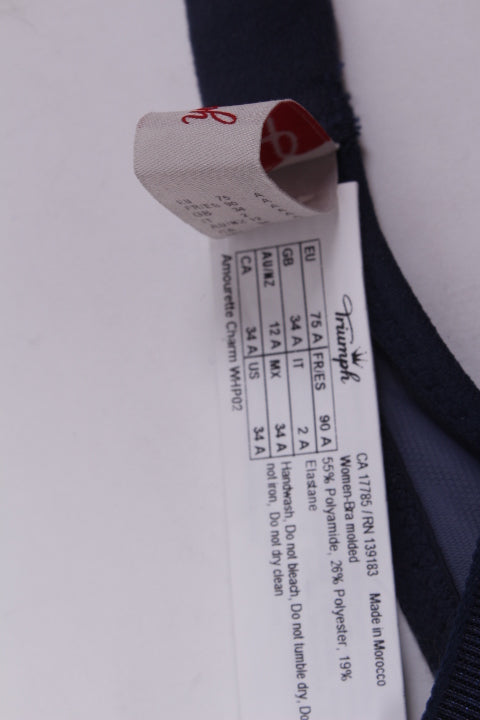 Triumph
EU 75 A FR/ES 90 A
GB 34 A IT 2 A
AU/NZ 12 A MX 34 A
CA 34 A US 34 A
Amourette Charm WHP02
CA 17785 / RN 139183 Made in Morocco
Women-Bra molded
55% Polyamide, 26% Polyester, 19%
Elastane
Handwash, Do not bleach, Do not tumble dry, Do
not iron, Do not dry clean